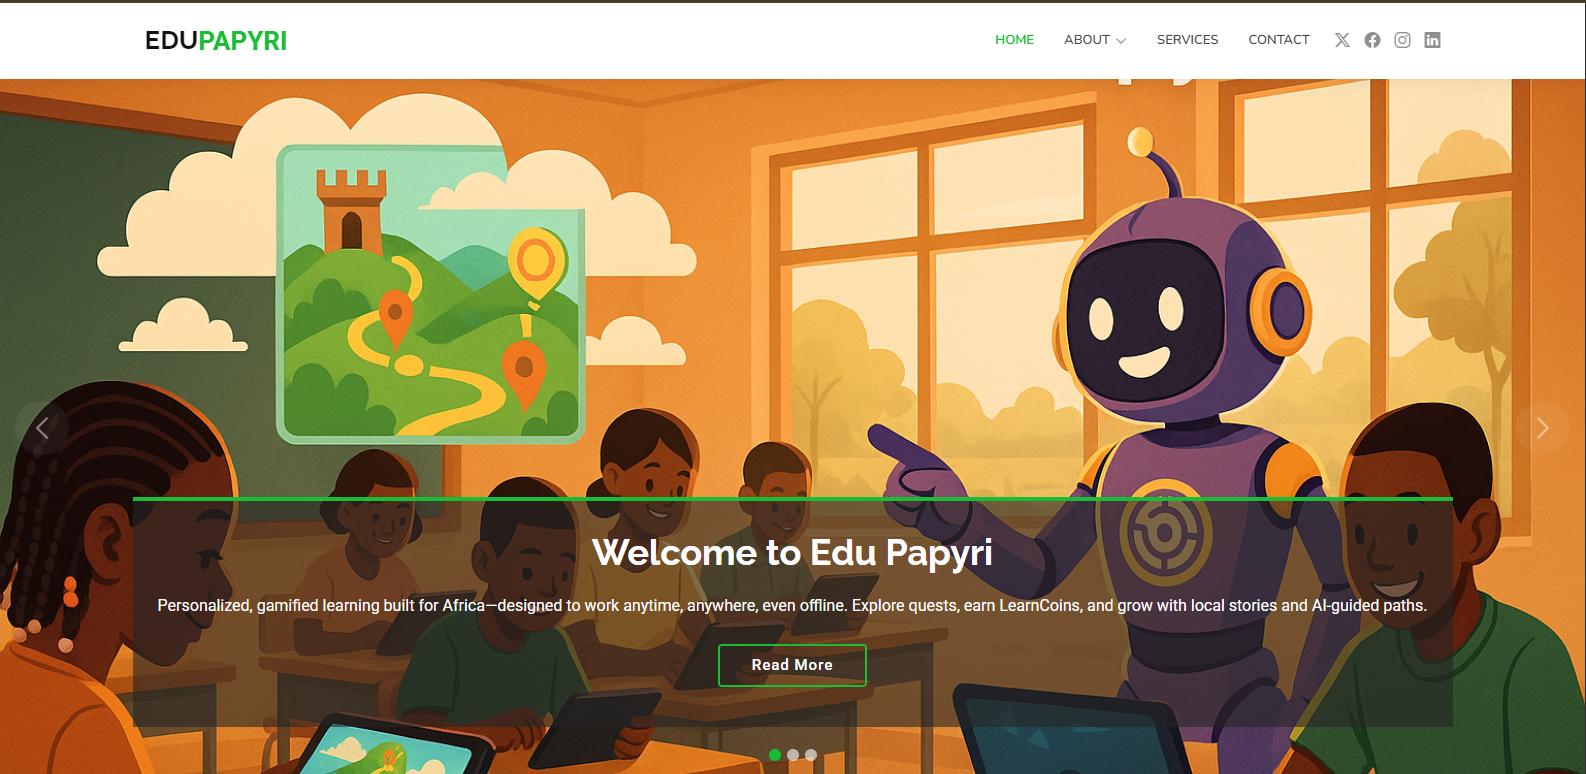 EDUPAPYRI
HOME ABOUT SERVICES CONTACT
Welcome to Edu Papyri
Personalized, gamified learning built for Africa—designed to work anytime, anywhere, even offline. Explore quests, earn LearnCoins, and grow with local stories and AI-guided paths.
Read More